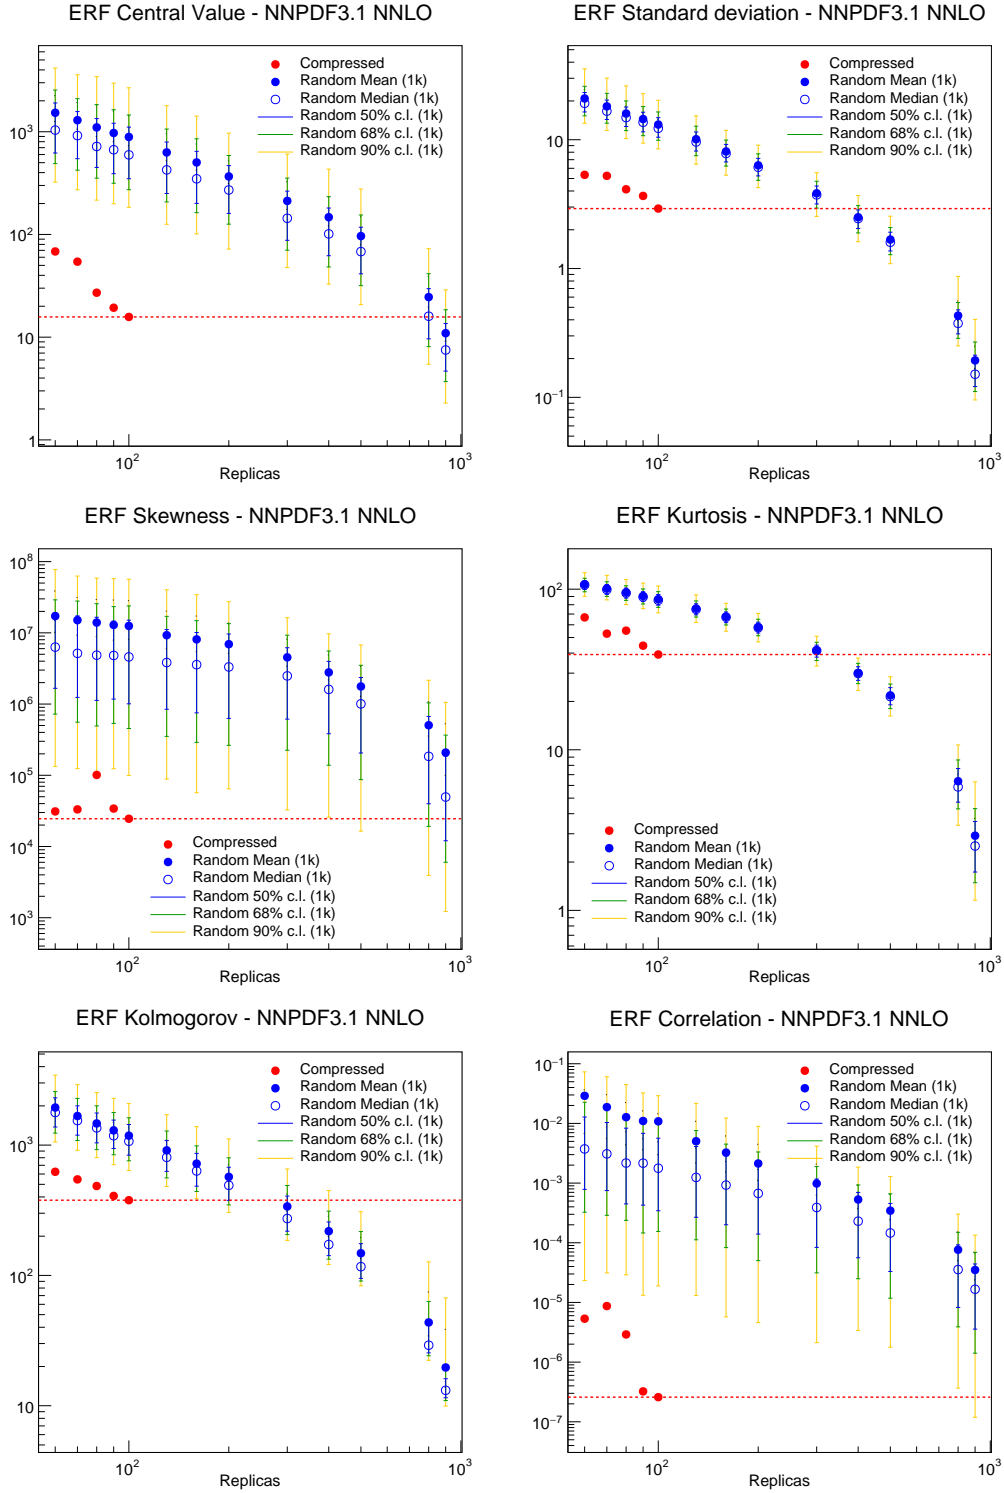 ERF Central Value - NNPDF3.1 NNLO
10³
10²
10
1
Compressed
Random Mean (1k)
Random Median (1k)
Random 50% c.l. (1k)
Random 68% c.l. (1k)
Random 90% c.l. (1k)
10² 10³
Replicas
ERF Standard deviation - NNPDF3.1 NNLO
10
1
10⁻¹
Compressed
Random Mean (1k)
Random Median (1k)
Random 50% c.l. (1k)
Random 68% c.l. (1k)
Random 90% c.l. (1k)
10² 10³
Replicas
ERF Skewness - NNPDF3.1 NNLO
10⁸
10⁷
10⁶
10⁵
10⁴
10³
Compressed
Random Mean (1k)
Random Median (1k)
Random 50% c.l. (1k)
Random 68% c.l. (1k)
Random 90% c.l. (1k)
10² 10³
Replicas
ERF Kurtosis - NNPDF3.1 NNLO
10²
10
1
Compressed
Random Mean (1k)
Random Median (1k)
Random 50% c.l. (1k)
Random 68% c.l. (1k)
Random 90% c.l. (1k)
10² 10³
Replicas
ERF Kolmogorov - NNPDF3.1 NNLO
10³
10²
10
Compressed
Random Mean (1k)
Random Median (1k)
Random 50% c.l. (1k)
Random 68% c.l. (1k)
Random 90% c.l. (1k)
10² 10³
Replicas
ERF Correlation - NNPDF3.1 NNLO
10⁻¹
10⁻²
10⁻³
10⁻⁴
10⁻⁵
10⁻⁶
10⁻⁷
Compressed
Random Mean (1k)
Random Median (1k)
Random 50% c.l. (1k)
Random 68% c.l. (1k)
Random 90% c.l. (1k)
10² 10³
Replicas